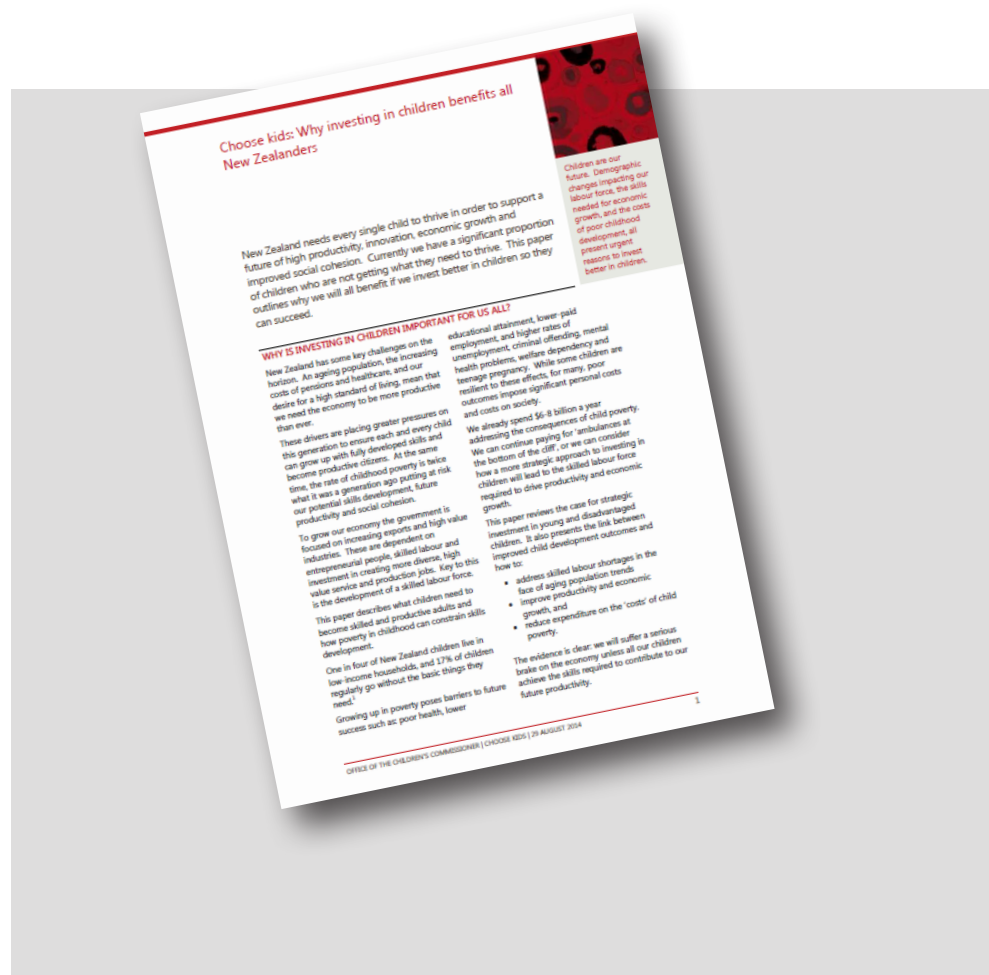 Choose kids: Why investing in children benefits all
New Zealanders
Children are our
future. Demographic
changes impacting our
labour force, the skills
needed for economic
growth, and the costs
of poor childhood
development, all
present urgent
reasons to invest
better in children.
New Zealand needs every single child to thrive in order to support a
future of high productivity, innovation, economic growth and
improved social cohesion. Currently we have a significant proportion
of children who are not getting what they need to thrive. This paper
outlines why we will all benefit if we invest better in children so they
can succeed.
WHY IS INVESTING IN CHILDREN IMPORTANT FOR US ALL?
New Zealand has some key challenges on the
horizon. An ageing population, the increasing
costs of pensions and healthcare, and our
desire for a high standard of living, mean that
we need the economy to be more productive
than ever.
These drivers are placing greater pressures on
this generation to ensure each and every child
can grow up with fully developed skills and
become productive citizens. At the same
time, the rate of childhood poverty is twice
what it was a generation ago putting at risk
our potential skills development, future
productivity and social cohesion.
To grow our economy the government is
focused on increasing exports and high value
industries. These are dependent on
entrepreneurial people, skilled labour and
investment in creating more diverse, high
value service and production jobs. Key to this
is the development of a skilled labour force.
This paper describes what children need to
become skilled and productive adults and
how poverty in childhood can constrain skills
development.
One in four of New Zealand children live in
low-income households, and 17% of children
regularly go without the basic things they
need.¹
Growing up in poverty poses barriers to future
success such as: poor health, lower
educational attainment, lower-paid
employment, and higher rates of
unemployment, criminal offending, mental
health problems, welfare dependency and
teenage pregnancy. While some children are
resilient to these effects, for many, poor
outcomes impose significant personal costs
and costs on society.
We already spend $6-8 billion a year
addressing the consequences of child poverty.
We can continue paying for 'ambulances at
the bottom of the cliff', or we can consider
how a more strategic approach to investing in
children will lead to the skilled labour force
required to drive productivity and economic
growth.
This paper reviews the case for strategic
investment in young and disadvantaged
children. It also presents the link between
improved child development outcomes and
how to:
• address skilled labour shortages in the
face of aging population trends
• improve productivity and economic
growth, and
• reduce expenditure on the 'costs' of child
poverty.
The evidence is clear: we will suffer a serious
brake on the economy unless all our children
achieve the skills required to contribute to our
future productivity.
OFFICE OF THE CHILDREN'S COMMISSIONER | CHOOSE KIDS | 29 AUGUST 2014
1